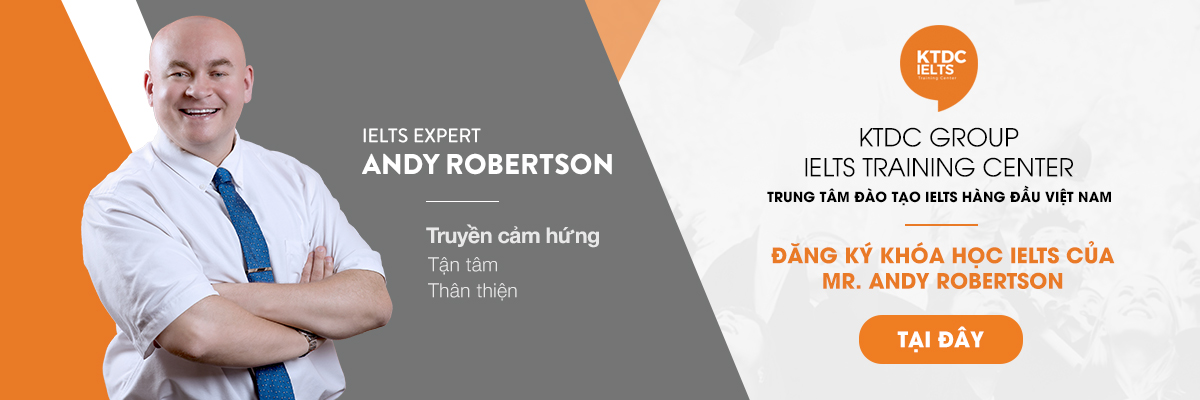 IELTS EXPERT
ANDY ROBERTSON
Truyền cảm hứng
Tận tâm
Thân thiện
KTDC
IELTS
Training Center
KTDC GROUP
IELTS TRAINING CENTER
TRUNG TÂM ĐÀO TẠO IELTS HÀNG ĐẦU VIỆT NAM
ĐĂNG KÝ KHÓA HỌC IELTS CỦA
MR. ANDY ROBERTSON
TẠI ĐÂY